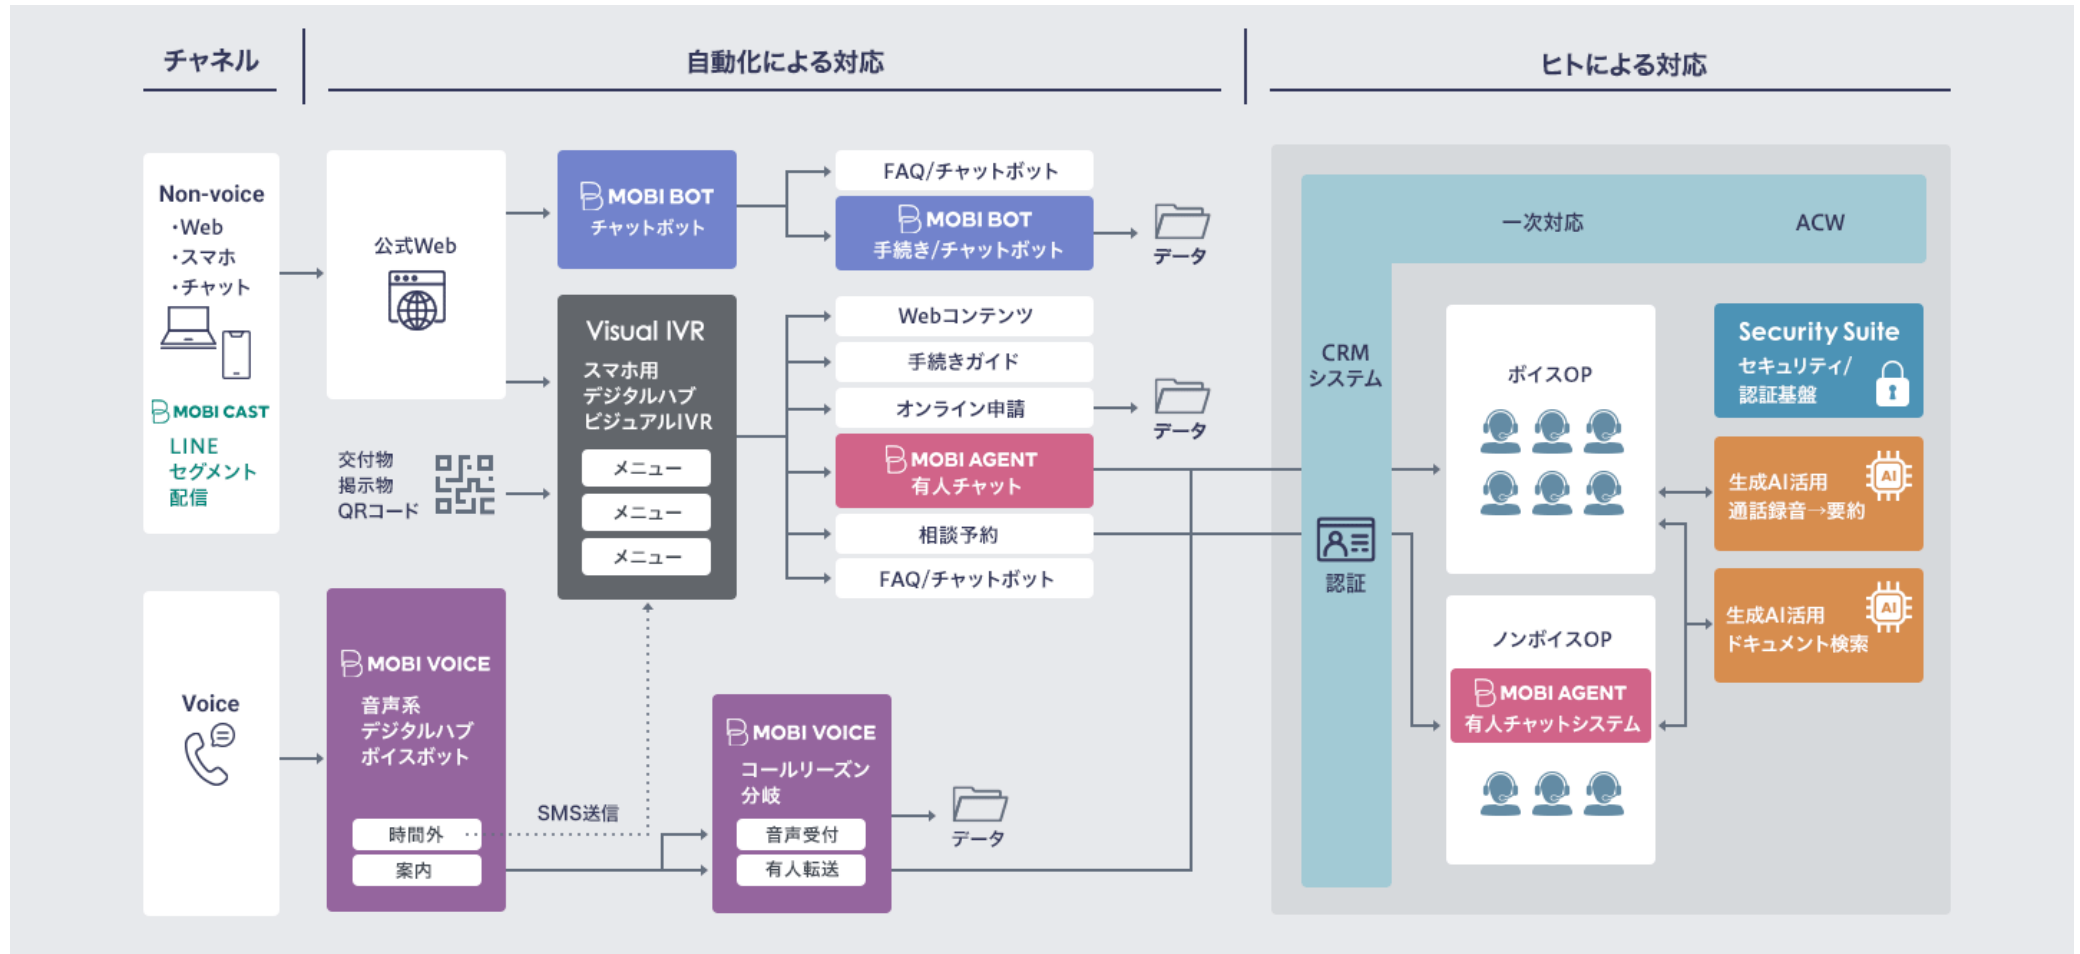 チャネル
自動化による対応
ヒトによる対応
Non-voice
・Web
・スマホ
・チャット
MOBI CAST
LINE
セグメント
配信
公式Web
交付物
掲示物
QRコード
MOBI BOT
チャットボット
Visual IVR
スマホ用
デジタルハブ
ビジュアルIVR
メニュー
メニュー
メニュー
FAQ/チャットボット
MOBI BOT
手続き/チャットボット
データ
Webコンテンツ
手続きガイド
オンライン申請
データ
MOBI AGENT
有人チャット
相談予約
FAQ/チャットボット
Voice
MOBI VOICE
音声系
デジタルハブ
ボイスボット
時間外
案内
SMS送信
MOBI VOICE
コールリーズン
分岐
音声受付
有人転送
データ
一次対応
ACW
CRM
システム
認証
ボイスOP
ノンボイスOP
MOBI AGENT
有人チャットシステム
Security Suite
セキュリティ/
認証基盤
生成AI活用
AI
通話録音→要約
生成AI活用
AI
ドキュメント検索